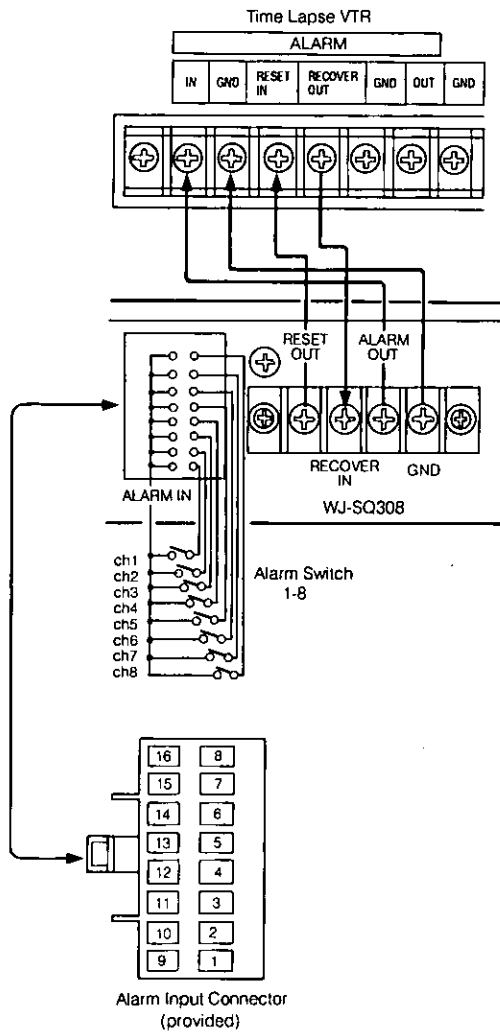 Time Lapse VTR
ALARM
IN GND RESET IN RECOVER OUT GND OUT GND
RESET OUT
ALARM OUT
RECOVER IN
GND
ALARM IN
WJ-SQ308
ch1
ch2
ch3
ch4
ch5
ch6
ch7
ch8
Alarm Switch
1-8
16 8
15 7
14 6
13 5
12 4
11 3
10 2
9 1
Alarm Input Connector
(provided)